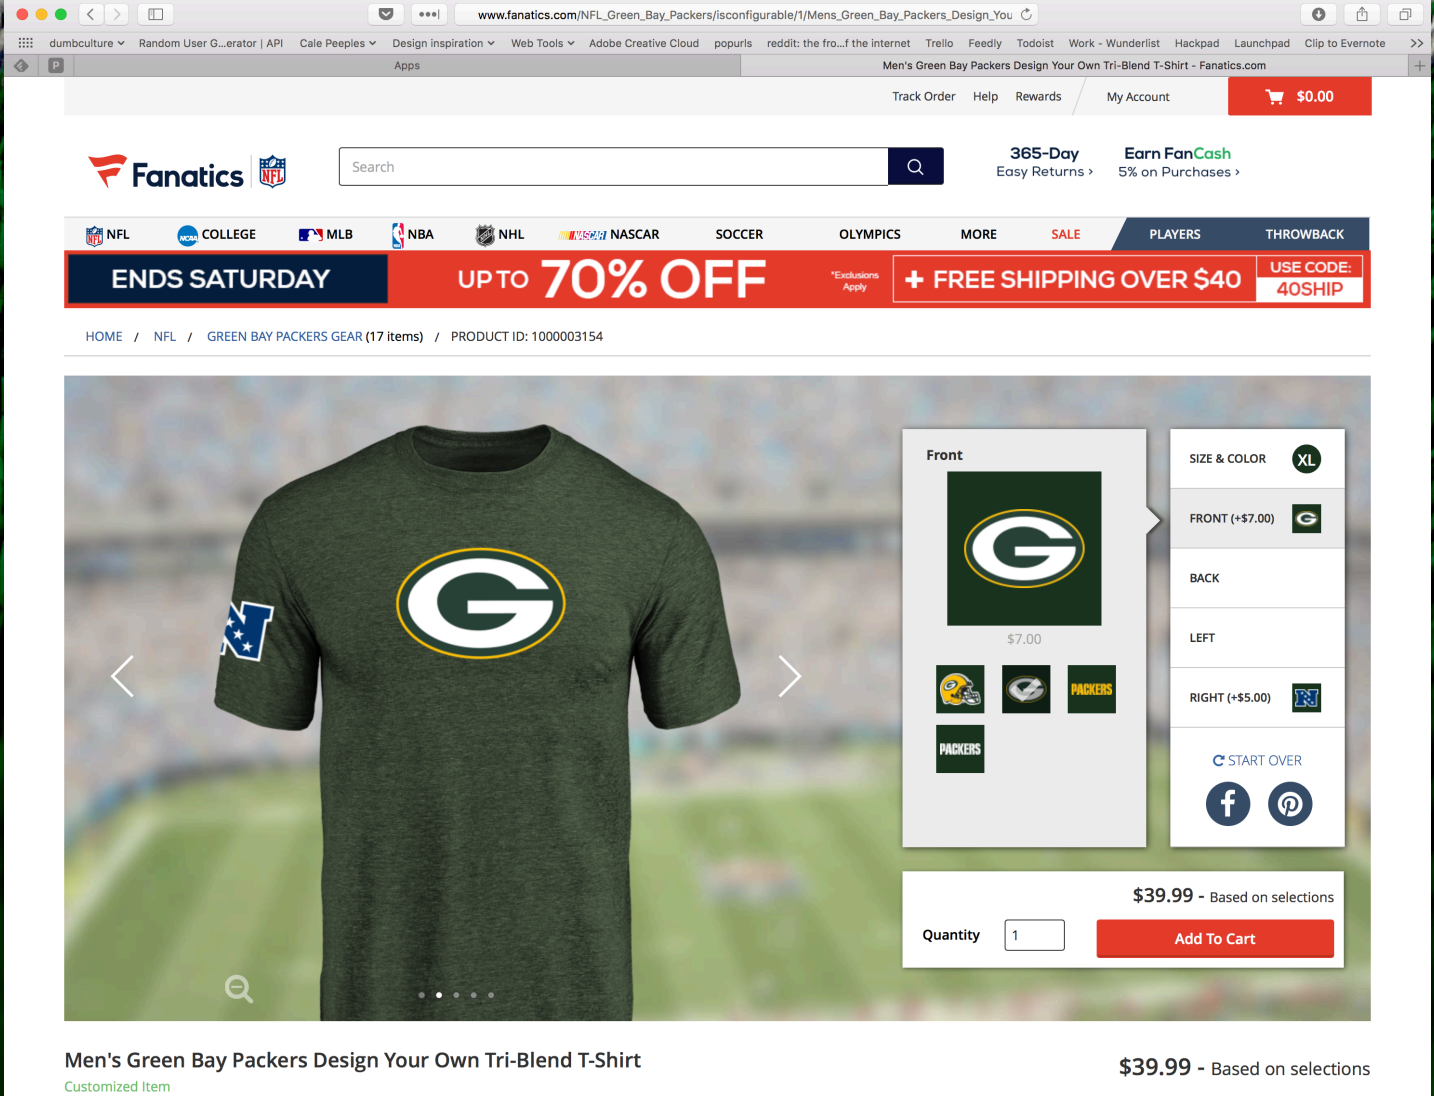 www.fanatics.com/NFL_Green_Bay_Packers/isconfigurable/1/Mens_Green_Bay_Packers_Design_You
dumbculture Random User G...erator | API Cale Peeples Design inspiration Web Tools Adobe Creative Cloud popurls reddit: the fro...f the internet Trello Feedly Todoist Work - Wunderlist Hackpad Launchpad Clip to Evernote
P Apps Men's Green Bay Packers Design Your Own Tri-Blend T-Shirt - Fanatics.com
Track Order Help Rewards My Account $0.00
Fanatics NFL
Search
365-Day
Easy Returns ›
Earn FanCash
5% on Purchases ›
NFL NFL NCAA COLLEGE MLB NBA NHL NASCAR NASCAR SOCCER OLYMPICS MORE SALE PLAYERS THROWBACK
ENDS SATURDAY UP TO 70% OFF *Exclusions Apply + FREE SHIPPING OVER $40 USE CODE: 40SHIP
HOME / NFL / GREEN BAY PACKERS GEAR (17 items) / PRODUCT ID: 1000003154
G
N
Front
G
$7.00
PACKERS
PACKERS
SIZE & COLOR XL
FRONT (+$7.00) G
BACK
LEFT
RIGHT (+$5.00) N
START OVER
$39.99 - Based on selections
Quantity 1 Add To Cart
Men's Green Bay Packers Design Your Own Tri-Blend T-Shirt
Customized Item
$39.99 - Based on selections